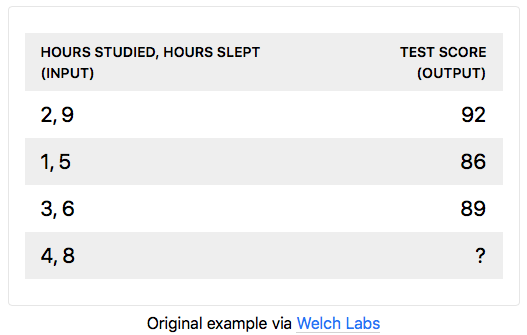 HOURS STUDIED, HOURS SLEPT TEST SCORE
(INPUT) (OUTPUT)
2, 9 92
1, 5 86
3, 6 89
4, 8 ?
Original example via Welch Labs